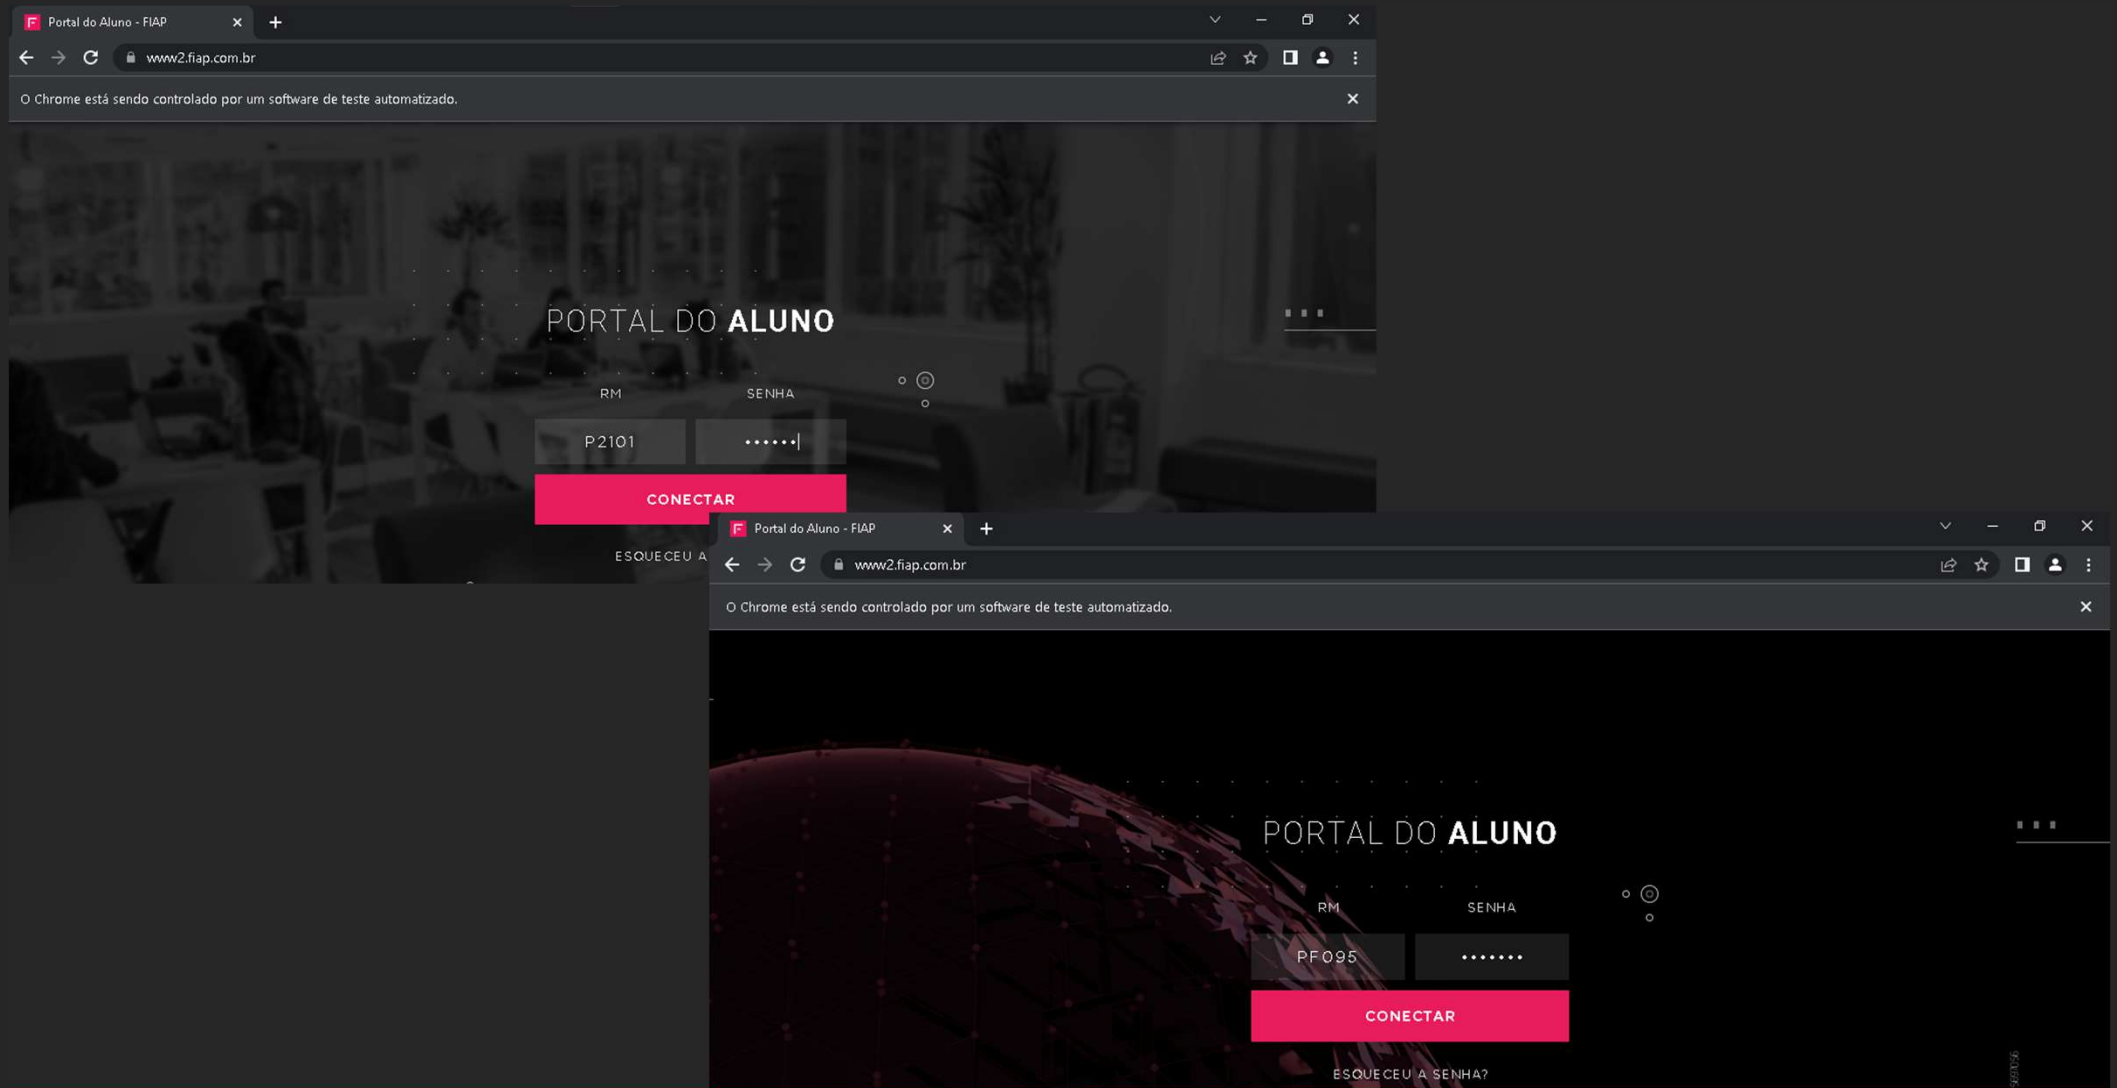 Portal do Aluno - FIAP
www2.fiap.com.br
O Chrome está sendo controlado por um software de teste automatizado.
PORTAL DO ALUNO
RM SENHA
P2101 ••••••
CONECTAR
ESQUECEU A
Portal do Aluno - FIAP
www2.fiap.com.br
O Chrome está sendo controlado por um software de teste automatizado.
PORTAL DO ALUNO
RM SENHA
PF095 •••••••
CONECTAR
ESQUECEU A SENHA?